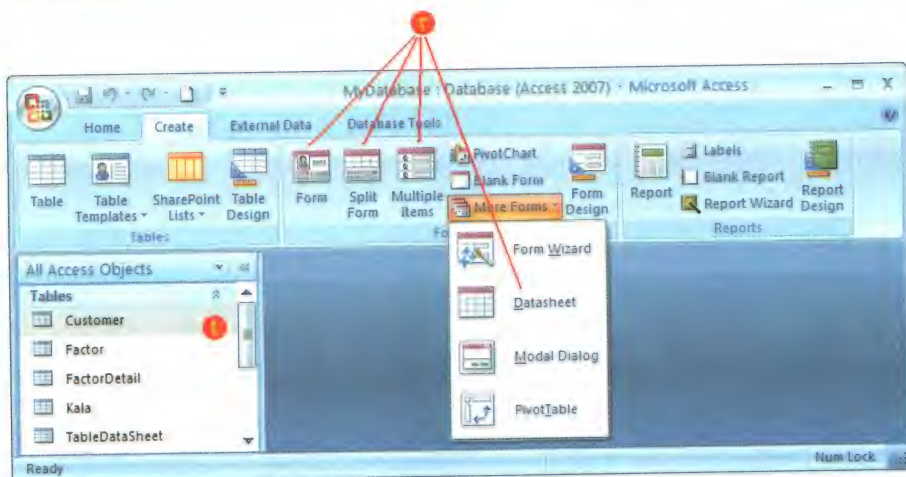 ۲
MyDatabase : Database (Access 2007) - Microsoft Access
Home Create External Data Database Tools
Table
Table Templates
SharePoint Lists
Table Design
Tables
Form
Split Form
Multiple Items
PivotChart
Blank Form
More Forms
Form Design
Report
Labels
Blank Report
Report Wizard
Report Design
Reports
Form Wizard
Datasheet
Modal Dialog
PivotTable
All Access Objects
Tables
Customer
Factor
FactorDetail
Kala
TableDataSheet
Ready
Num Lock